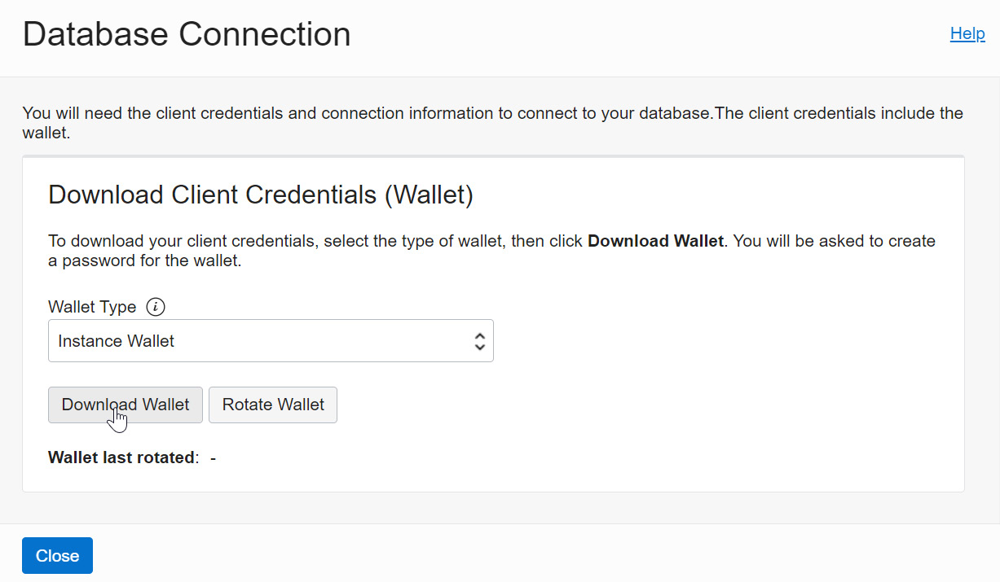 Database Connection
Help
You will need the client credentials and connection information to connect to your database.The client credentials include the
wallet.
Download Client Credentials (Wallet)
To download your client credentials, select the type of wallet, then click Download Wallet. You will be asked to create
a password for the wallet.
Wallet Type i
Instance Wallet
Download Wallet Rotate Wallet
Wallet last rotated: -
Close